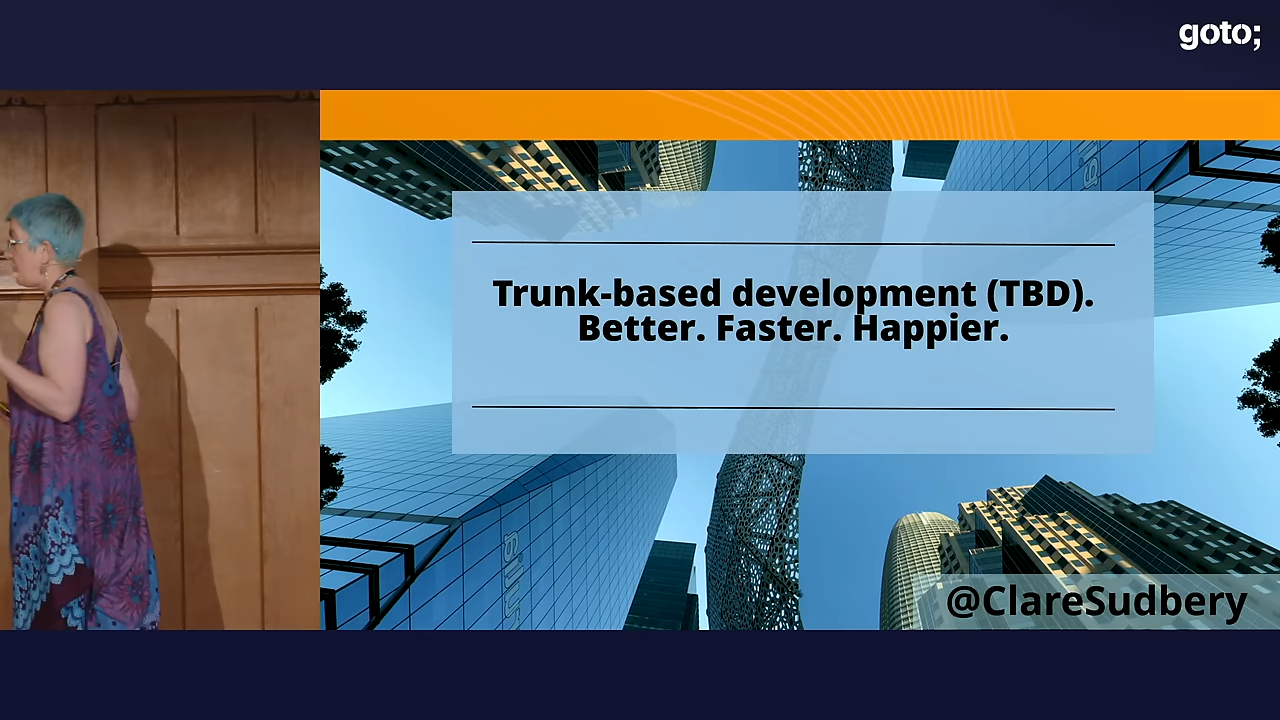 goto;
Trunk-based development (TBD).
Better. Faster. Happier.
@ClareSudbery